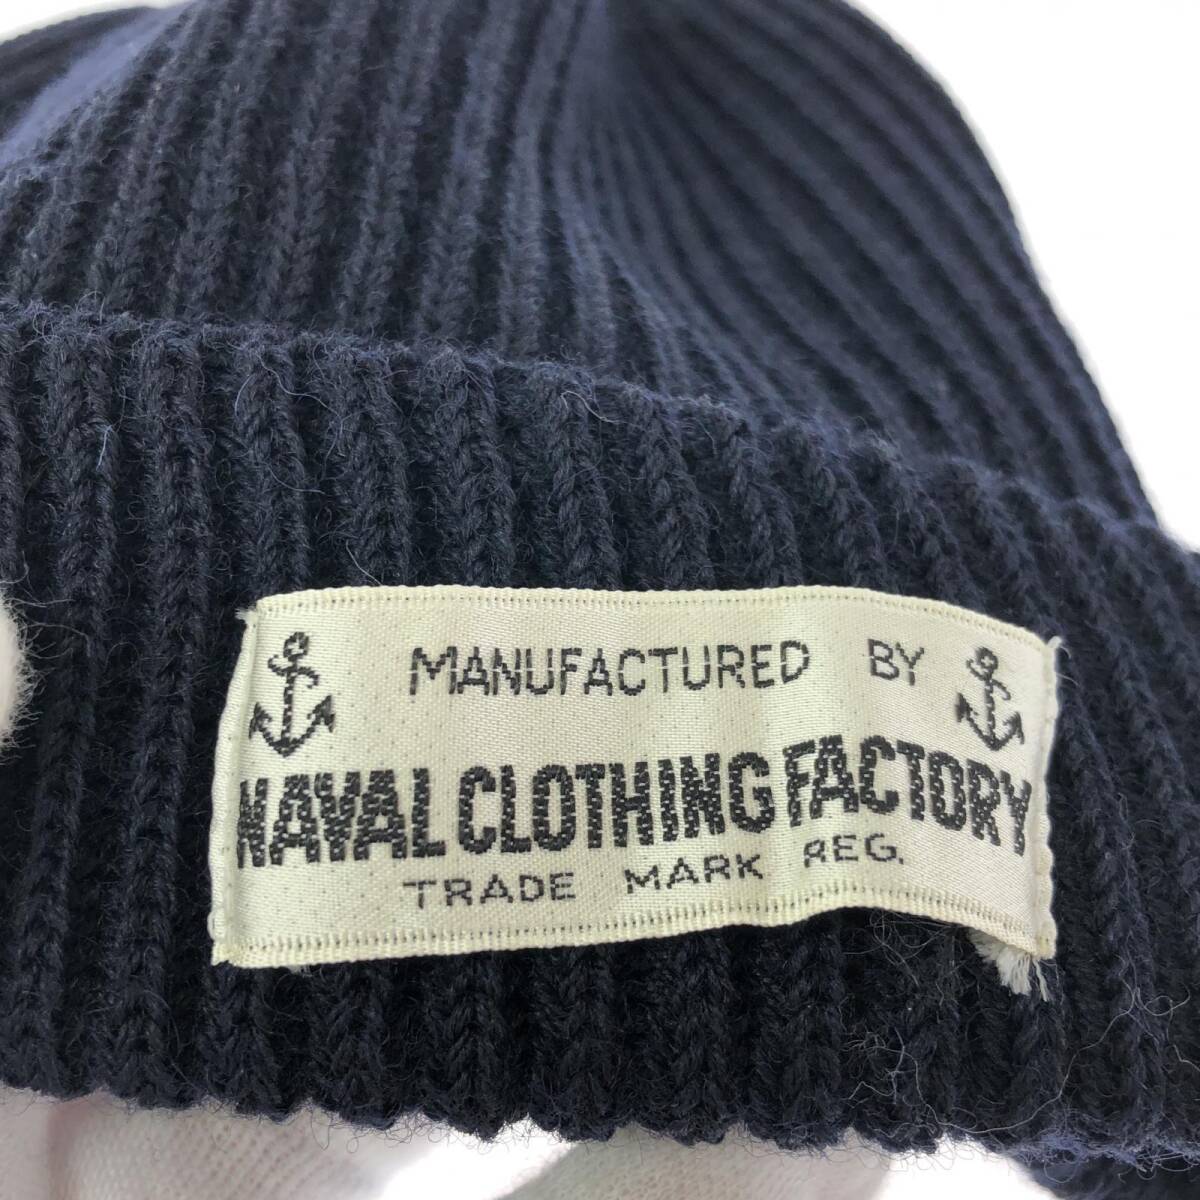 MANUFACTURED BY
NAVAL CLOTHING FACTORY
TRADE MARK REG.